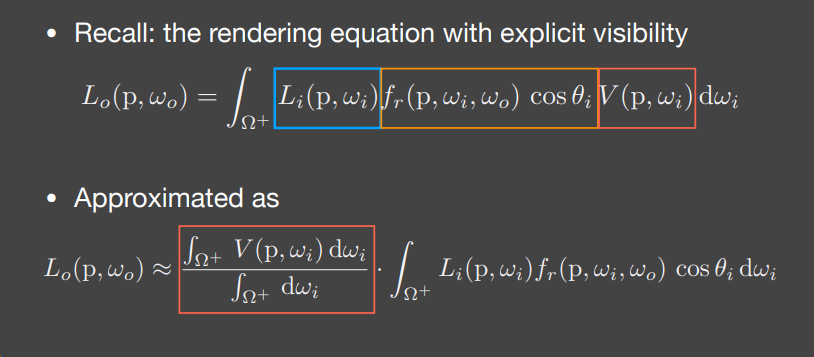 • Recall: the rendering equation with explicit visibility
L_o(p, ω_o) = ∫_{Ω+} L_i(p, ω_i) f_r(p, ω_i, ω_o) cos θ_i V(p, ω_i) dω_i
• Approximated as
L_o(p, ω_o) ≈ \frac{∫_{Ω+} V(p, ω_i) dω_i}{∫_{Ω+} dω_i} · ∫_{Ω+} L_i(p, ω_i) f_r(p, ω_i, ω_o) cos θ_i dω_i